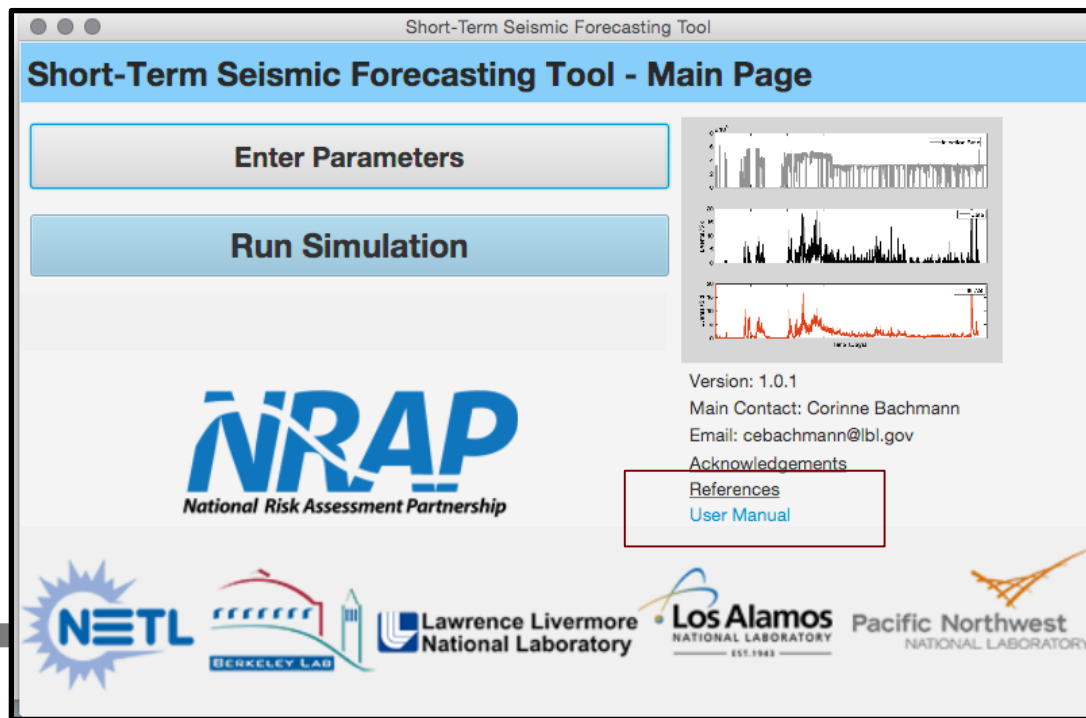 Short-Term Seismic Forecasting Tool
Short-Term Seismic Forecasting Tool - Main Page
Enter Parameters
Run Simulation
Version: 1.0.1
Main Contact: Corinne Bachmann
Email: cebachmann@lbl.gov
Acknowledgements
References
User Manual
NRAP
National Risk Assessment Partnership
NETL
BERKELEY LAB
Lawrence Livermore
National Laboratory
Los Alamos
NATIONAL LABORATORY
EST.1943
Pacific Northwest
NATIONAL LABORATORY